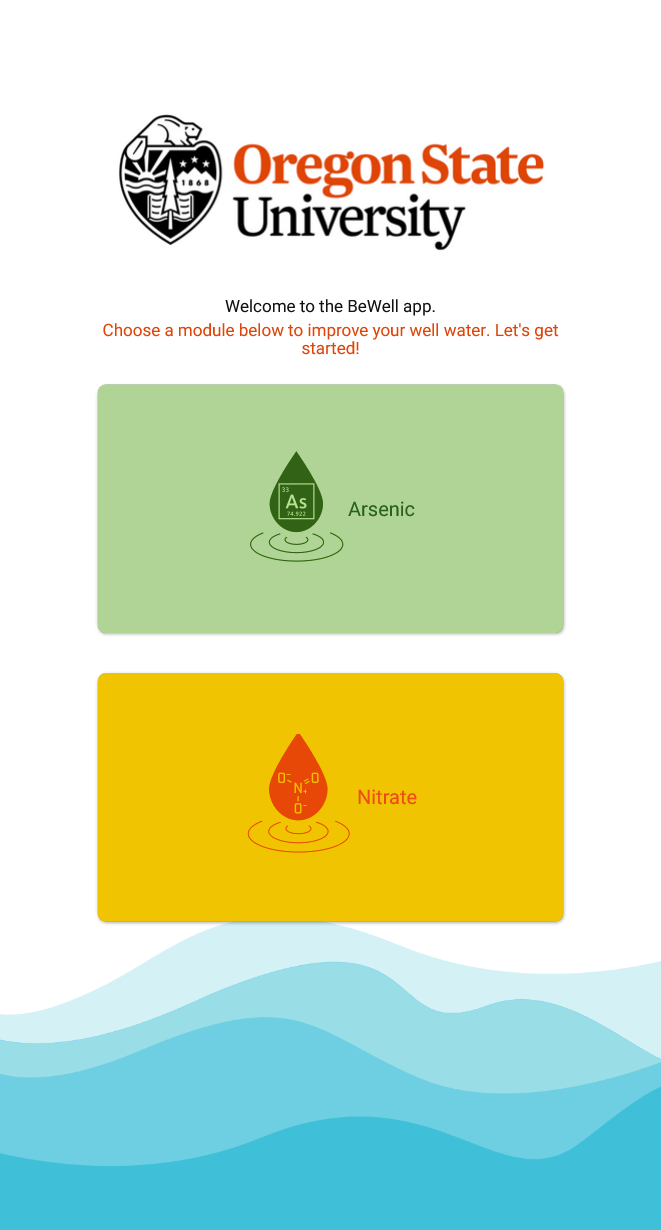 1868
Oregon State
University
Welcome to the BeWell app.
Choose a module below to improve your well water. Let's get
started!
33
As
74.922
Arsenic
O⁻ N₊ O
O⁻
Nitrate